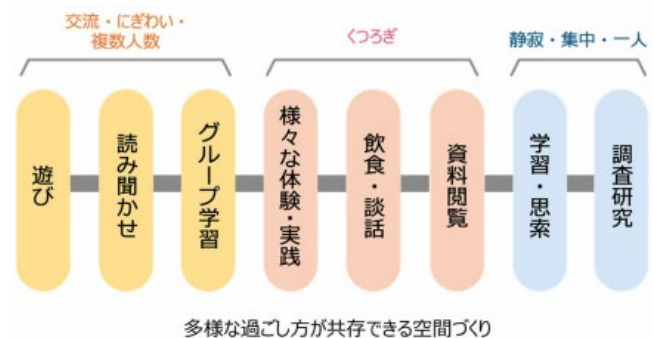 交流・にぎわい・
複数人数
くつろぎ
静寂・集中・一人
遊び
読み聞かせ
グループ学習
様々な体験・実践
飲食・談話
資料閲覧
学習・思索
調査研究
多様な過ごし方が共存できる空間づくり